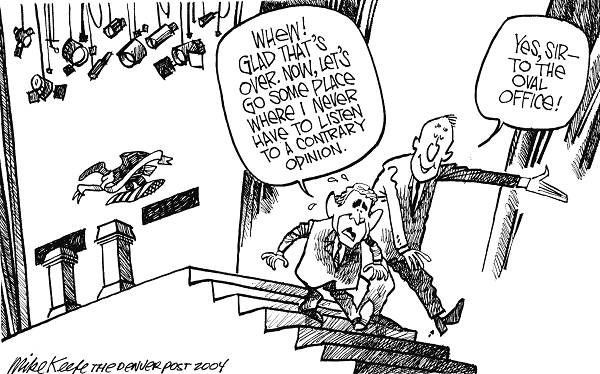 WHEW!
GLAD THAT'S
OVER. NOW, LET'S
GO SOME PLACE
WHERE I NEVER
HAVE TO LISTEN
TO A CONTRARY
OPINION.
YES, SIR—
TO THE
OVAL
OFFICE!
MIKE KEEFE THE DENVER POST 2004